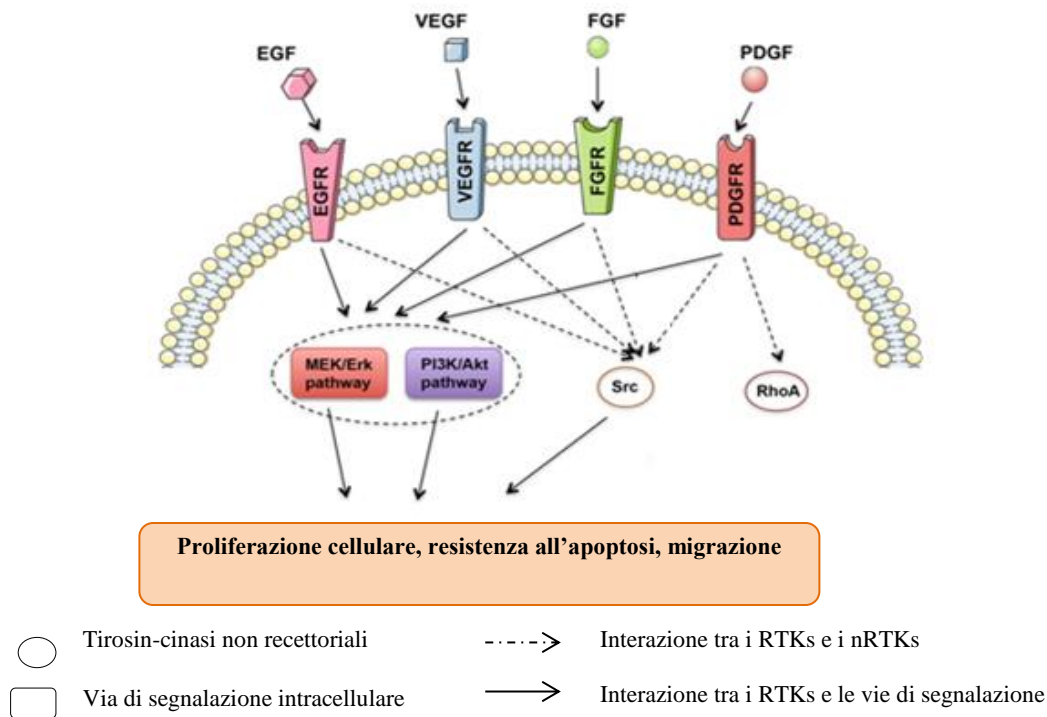 VEGF
FGF
EGF
PDGF
EGFR
VEGFR
FGFR
PDGFR
MEK/Erk
pathway
PI3K/Akt
pathway
Src
RhoA
Proliferazione cellulare, resistenza all’apoptosi, migrazione
Tirosin-cinasi non recettoriali
Interazione tra i RTKs e i nRTKs
Via di segnalazione intracellulare
Interazione tra i RTKs e le vie di segnalazione